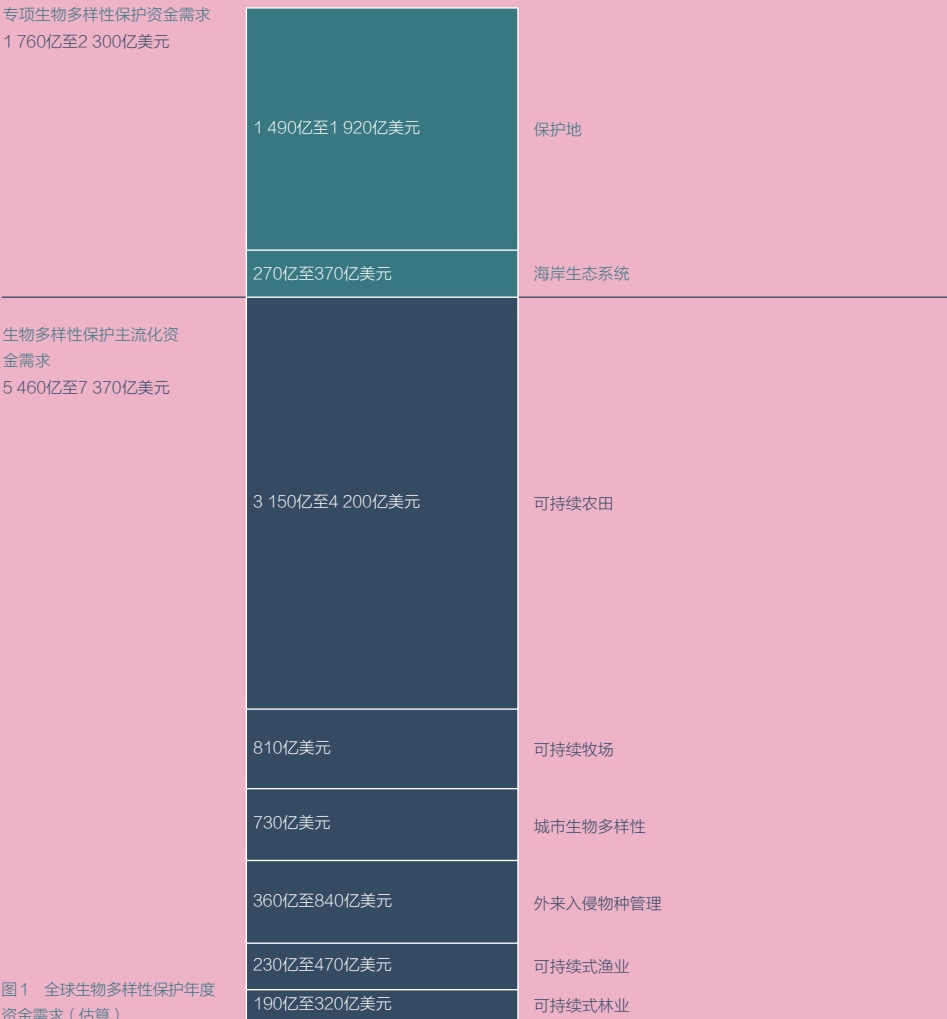 专项生物多样性保护资金需求
1 760亿至2 300亿美元
1 490亿至1 920亿美元
保护地
270亿至370亿美元
海岸生态系统
生物多样性保护主流化资
金需求
5 460亿至7 370亿美元
3 150亿至4 200亿美元
可持续农田
810亿美元
可持续牧场
730亿美元
城市生物多样性
360亿至840亿美元
外来入侵物种管理
230亿至470亿美元
可持续式渔业
190亿至320亿美元
可持续式林业
图1 全球生物多样性保护年度
资金需求（估算）